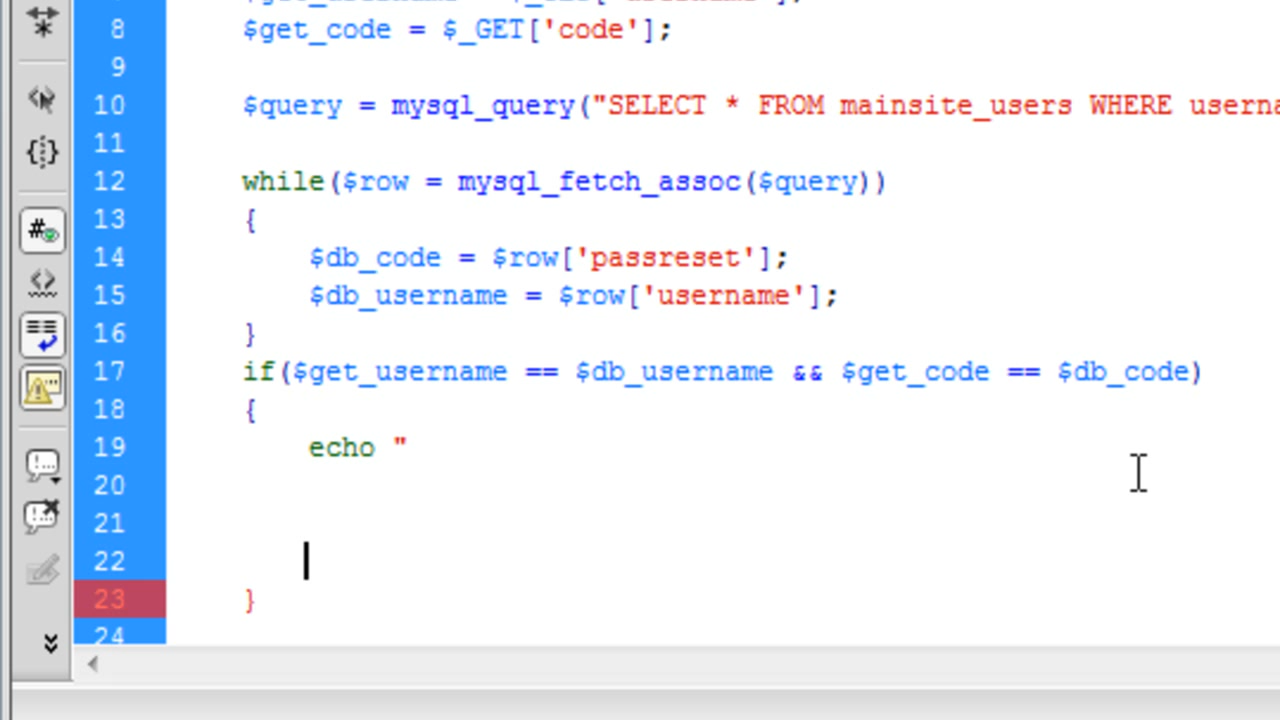 8 $get_code = $_GET['code'];
9
10 $query = mysql_query("SELECT * FROM mainsite_users WHERE
11
12 while($row = mysql_fetch_assoc($query))
13 {
14 $db_code = $row['passreset'];
15 $db_username = $row['username'];
16 }
17 if($get_username == $db_username && $get_code == $db_code)
18 {
19 echo "
20
21
22
23 }
24